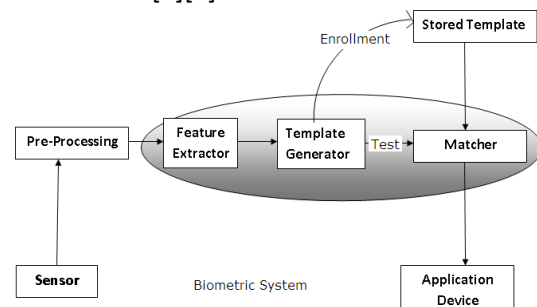 Stored Template
Enrollment
Feature
Extractor
Template
Generator
Pre-Processing
Test
Matcher
Sensor
Biometric System
Application
Device